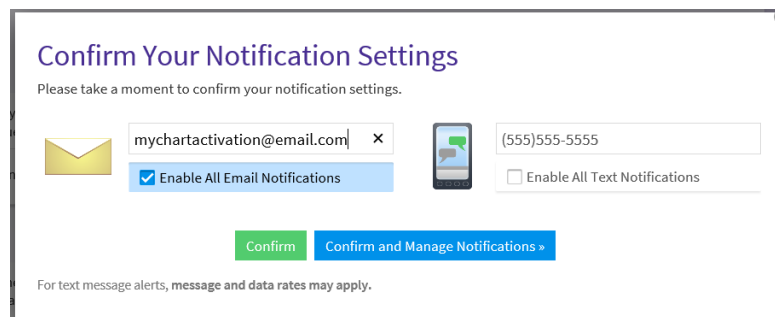 Confirm Your Notification Settings
Please take a moment to confirm your notification settings.
mychartactivation@email.com ✕ (555)555-5555
Enable All Email Notifications Enable All Text Notifications
Confirm Confirm and Manage Notifications »
For text message alerts, message and data rates may apply.